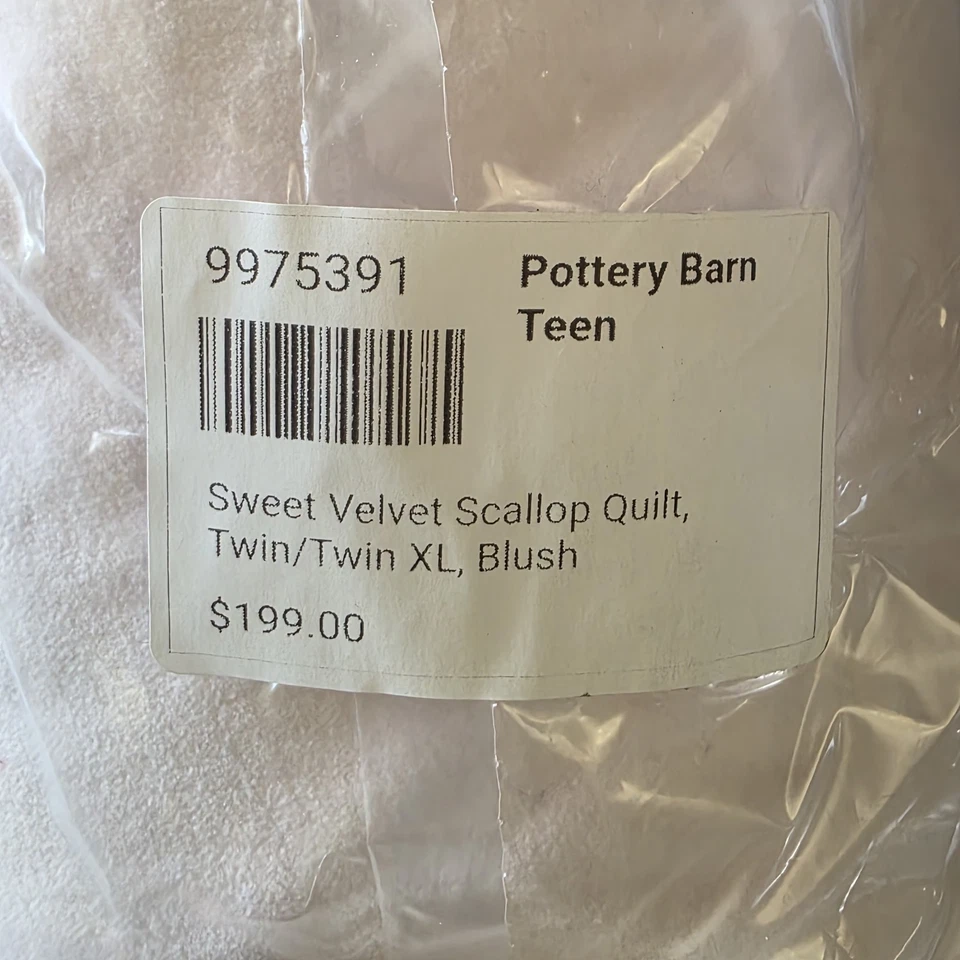 9975391
Pottery Barn
Teen
Sweet Velvet Scallop Quilt,
Twin/Twin XL, Blush
$199.00